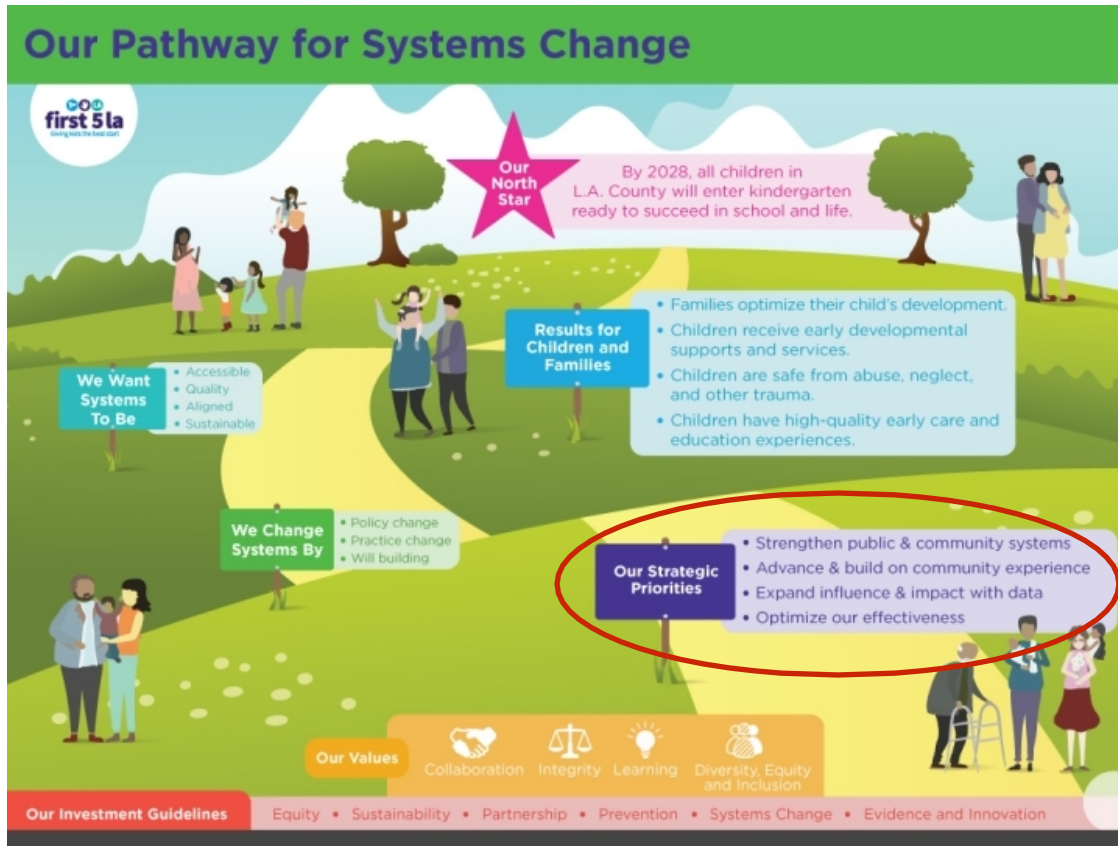 Our Pathway for Systems Change
first 5 la
Giving kids the best start
Our
North
Star
By 2028, all children in
L.A. County will enter kindergarten
ready to succeed in school and life.
Results for
Children and
Families
• Families optimize their child's development.
• Children receive early developmental
supports and services.
• Children are safe from abuse, neglect,
and other trauma.
• Children have high-quality early care and
education experiences.
We Want
Systems
To Be
• Accessible
• Quality
• Aligned
• Sustainable
We Change
Systems By
• Policy change
• Practice change
• Will building
Our Strategic
Priorities
• Strengthen public & community systems
• Advance & build on community experience
• Expand influence & impact with data
• Optimize our effectiveness
Our Values
Collaboration
Integrity
Learning
Diversity, Equity
and Inclusion
Our Investment Guidelines
Equity • Sustainability • Partnership • Prevention • Systems Change • Evidence and Innovation